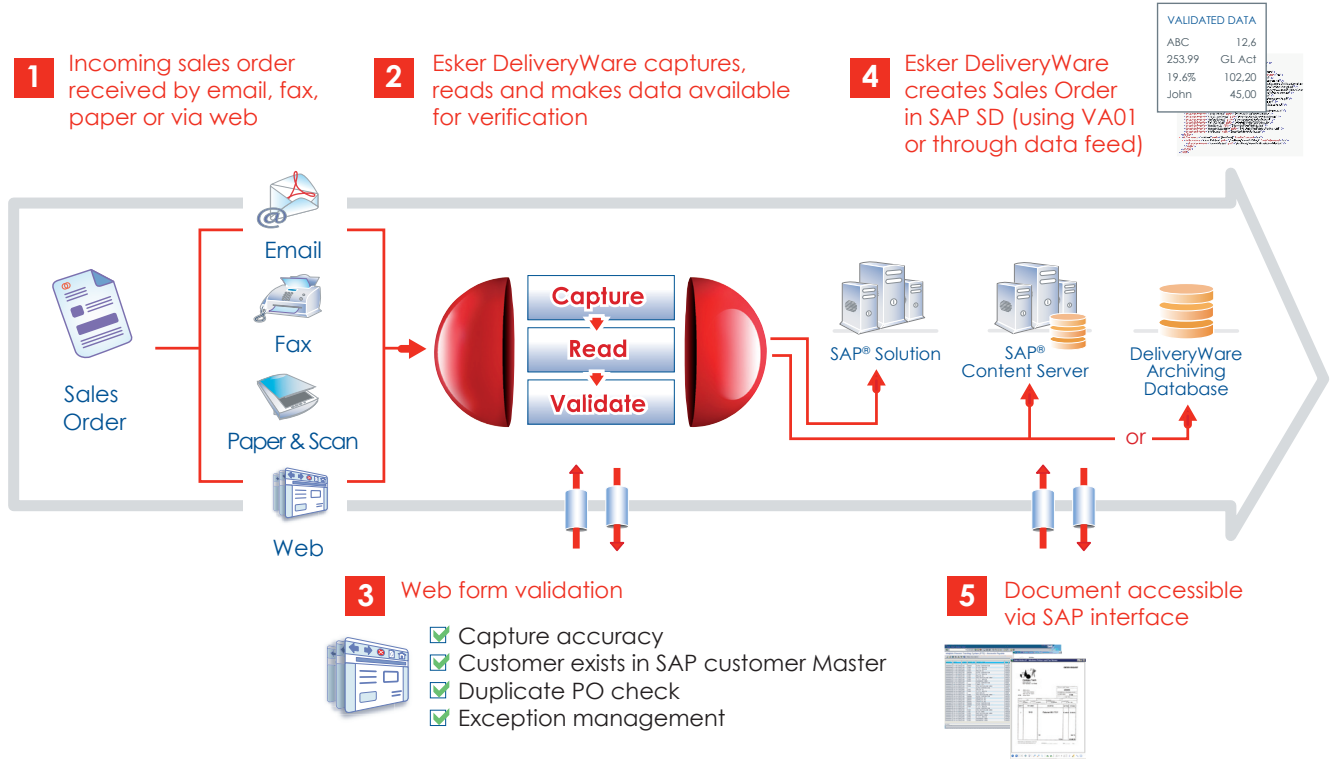 1
Incoming sales order
received by email, fax,
paper or via web
2
Esker DeliveryWare captures,
reads and makes data available
for verification
4
Esker DeliveryWare
creates Sales Order
in SAP SD (using VA01
or through data feed)
VALIDATED DATA
ABC 12,6
253.99 GL Act
19.6% 102,20
John 45,00
Sales
Order
@
Email
Fax
Paper & Scan
Web
Capture
Read
Validate
SAP® Solution
SAP®
Content Server
DeliveryWare
Archiving
Database
or
3
Web form validation
Capture accuracy
Customer exists in SAP customer Master
Duplicate PO check
Exception management
5
Document accessible
via SAP interface